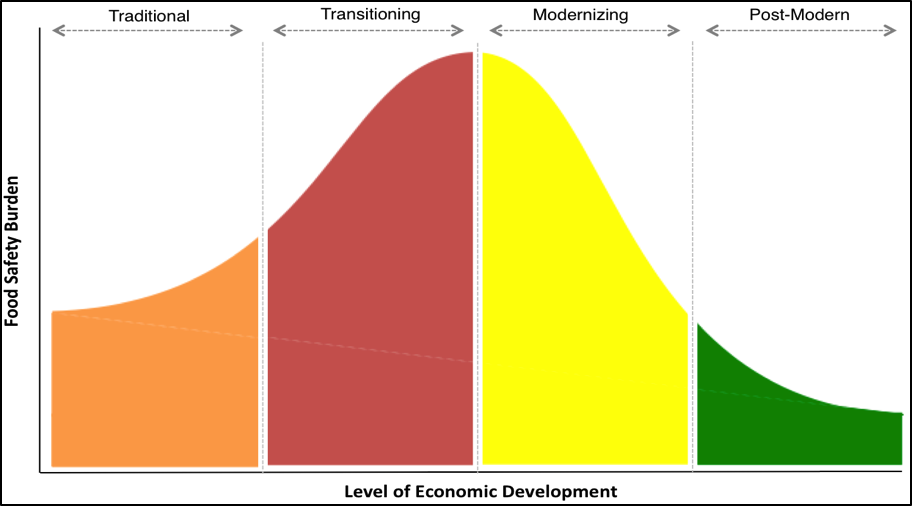 Traditional
Transitioning
Modernizing
Post-Modern
Food Safety Burden
Level of Economic Development